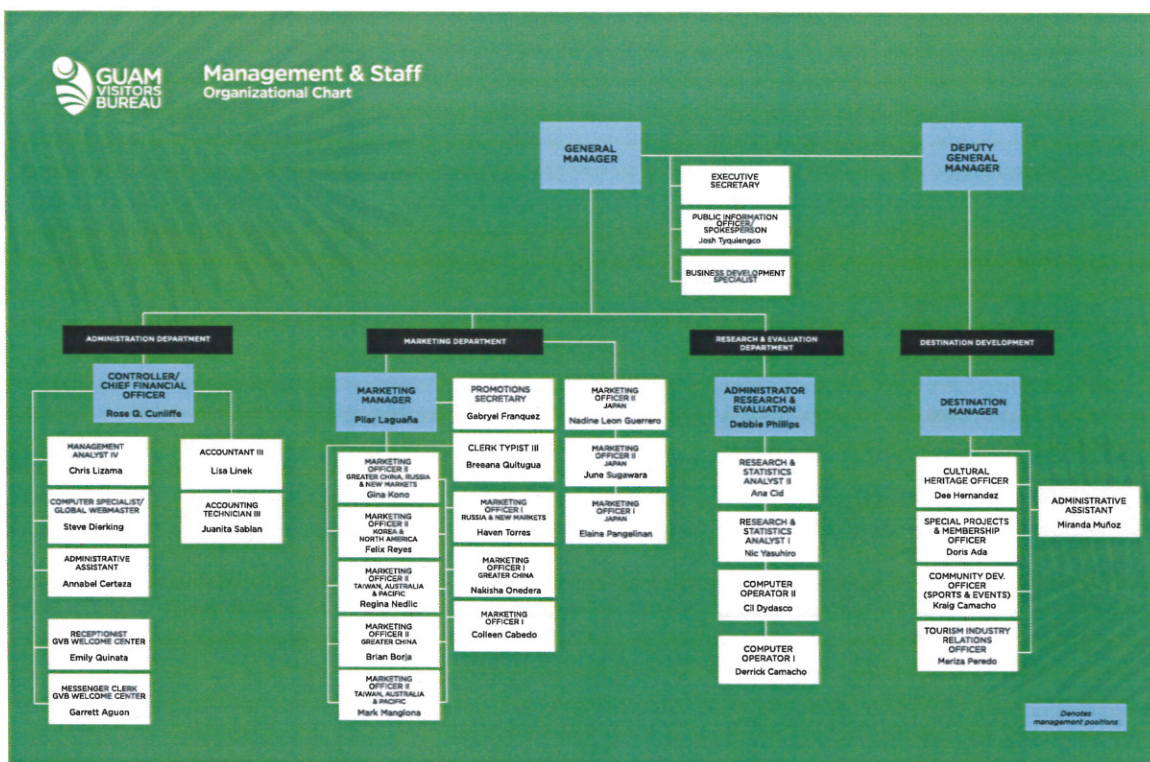 GUAM
VISITORS
BUREAU
Management & Staff
Organizational Chart
GENERAL
MANAGER
DEPUTY
GENERAL
MANAGER
EXECUTIVE
SECRETARY
PUBLIC INFORMATION
OFFICER/
SPOKESPERSON
Josh Tyquiengco
BUSINESS DEVELOPMENT
SPECIALIST
ADMINISTRATION DEPARTMENT
CONTROLLER/
CHIEF FINANCIAL
OFFICER
Rose Q. Cunliffe
MANAGEMENT
ANALYST IV
Chris Lizama
COMPUTER SPECIALIST/
GLOBAL WEBMASTER
Steve Dierking
ADMINISTRATIVE
ASSISTANT
Annabel Certeza
RECEPTIONIST
GVB WELCOME CENTER
Emily Quinata
MESSENGER CLERK
GVB WELCOME CENTER
Garrett Aguon
ACCOUNTANT III
Lisa Linek
ACCOUNTING
TECHNICIAN III
Juanita Sablan
MARKETING DEPARTMENT
MARKETING
MANAGER
Pilar Laguaña
MARKETING
OFFICER II
GREATER CHINA, RUSSIA
& NEW MARKETS
Gina Kono
MARKETING
OFFICER II
KOREA &
NORTH AMERICA
Felix Reyes
MARKETING
OFFICER II
TAIWAN, AUSTRALIA
& PACIFIC
Regina Nedlic
MARKETING
OFFICER II
GREATER CHINA
Brian Borja
MARKETING
OFFICER II
TAIWAN, AUSTRALIA
& PACIFIC
Mark Manglona
PROMOTIONS
SECRETARY
Gabryel Franquez
CLERK TYPIST III
Breeana Quitugua
MARKETING
OFFICER I
RUSSIA & NEW MARKETS
Haven Torres
MARKETING
OFFICER I
GREATER CHINA
Nakisha Onedera
MARKETING
OFFICER I
Colleen Cabedo
MARKETING
OFFICER II
JAPAN
Nadine Leon Guerrero
MARKETING
OFFICER II
JAPAN
June Sugawara
MARKETING
OFFICER I
JAPAN
Elaine Pangelinan
RESEARCH & EVALUATION
DEPARTMENT
ADMINISTRATOR
RESEARCH &
EVALUATION
Debbie Phillips
RESEARCH &
STATISTICS
ANALYST II
Ana Cid
RESEARCH &
STATISTICS
ANALYST I
Nic Yasuhiro
COMPUTER
OPERATOR II
Cil Dydasco
COMPUTER
OPERATOR I
Derrick Camacho
DESTINATION DEVELOPMENT
DESTINATION
MANAGER
CULTURAL
HERITAGE OFFICER
Dee Hernandez
SPECIAL PROJECTS
& MEMBERSHIP
OFFICER
Doris Ada
COMMUNITY DEV.
OFFICER
(SPORTS & EVENTS)
Kraig Camacho
TOURISM INDUSTRY
RELATIONS
OFFICER
Meriza Peredo
ADMINISTRATIVE
ASSISTANT
Miranda Muñoz
Denotes
management positions